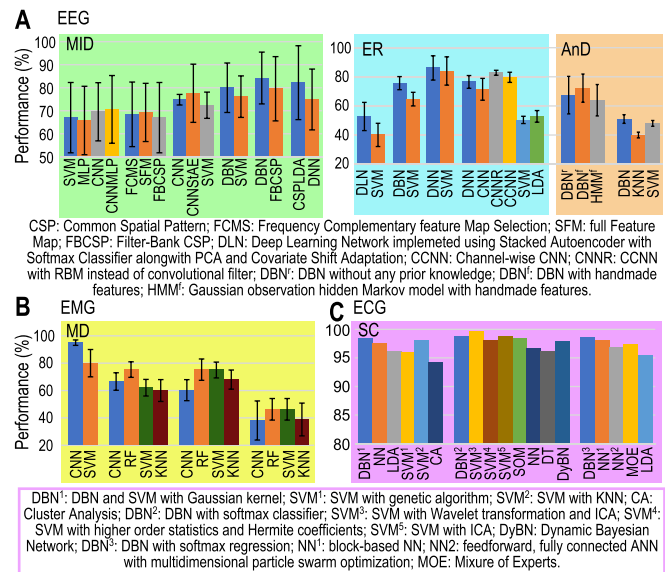 A EEG
MID
ER
AnD
Performance (%)
100
90
80
70
60
50
100
80
60
40
20
100
80
60
40
20
SVM MLP CNN CNNMLP FCMS SFM FBCSP CNN CNNStAE SVM DBN SVM DBN FBCSP CSPLDA DNN
DLN SVM DBN SVM DNN SVM DNN CNN CNNR CCNN SVM LDA
DBNʳ DBNᶠ HMMᶠ DBN KNN SVM
CSP: Common Spatial Pattern; FCMS: Frequency Complementary feature Map Selection; SFM: full Feature
Map; FBCSP: Filter-Bank CSP; DLN: Deep Learning Network implemeted using Stacked Autoencoder with
Softmax Classifier alongwith PCA and Covariate Shift Adaptation; CCNN: Channel-wise CNN; CNNR: CCNN
with RBM instead of convolutional filter; DBNʳ: DBN without any prior knowledge; DBNᶠ: DBN with handmade
features; HMMᶠ: Gaussian observation hidden Markov model with handmade features.
B EMG
MD
Performance (%)
100
80
60
40
20
CNN SVM CNN RF SVM KNN CNN RF SVM KNN CNN RF SVM KNN
C ECG
SC
100
95
90
85
80
DBN¹ NN LDA SVM¹ SVM² CA DBN² SVM³ SVM⁴ SVM⁵ SOM NN DT DyBN DBN³ NN¹ NN² MOE LDA
DBN¹: DBN and SVM with Gaussian kernel; SVM¹: SVM with genetic algorithm; SVM²: SVM with KNN; CA:
Cluster Analysis; DBN²: DBN with softmax classifier; SVM³: SVM with Wavelet transformation and ICA; SVM⁴:
SVM with higher order statistics and Hermite coefficients; SVM⁵: SVM with ICA; DyBN: Dynamic Bayesian
Network; DBN³: DBN with softmax regression; NN¹: block-based NN; NN2: feedforward, fully connected ANN
with multidimensional particle swarm optimization; MOE: Mixure of Experts.